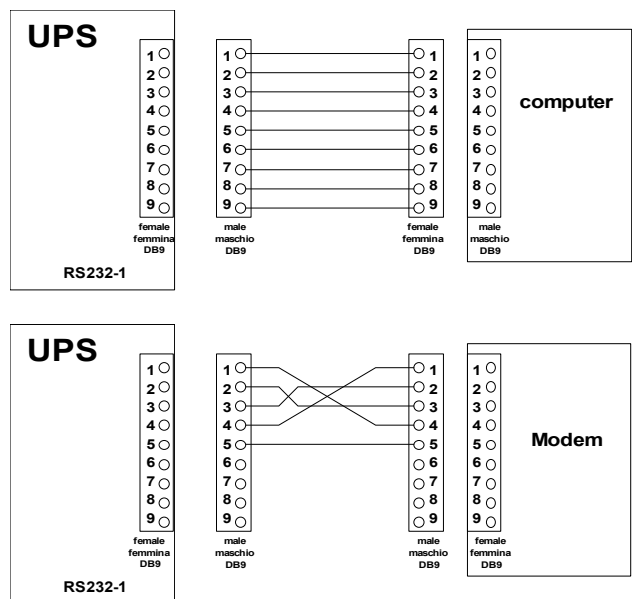 UPS
1 1 1 1
2 2 2 2
3 3 3 3
4 4 4 4
5 5 5 5
6 6 6 6
7 7 7 7
8 8 8 8
9 9 9 9
computer
female male female male
femmina maschio femmina maschio
DB9 DB9 DB9 DB9
RS232-1
UPS
1 1 1 1
2 2 2 2
3 3 3 3
4 4 4 4
5 5 5 5
6 6 6 6
7 7 7 7
8 8 8 8
9 9 9 9
Modem
female male male female
femmina maschio maschio femmina
DB9 DB9 DB9 DB9
RS232-1